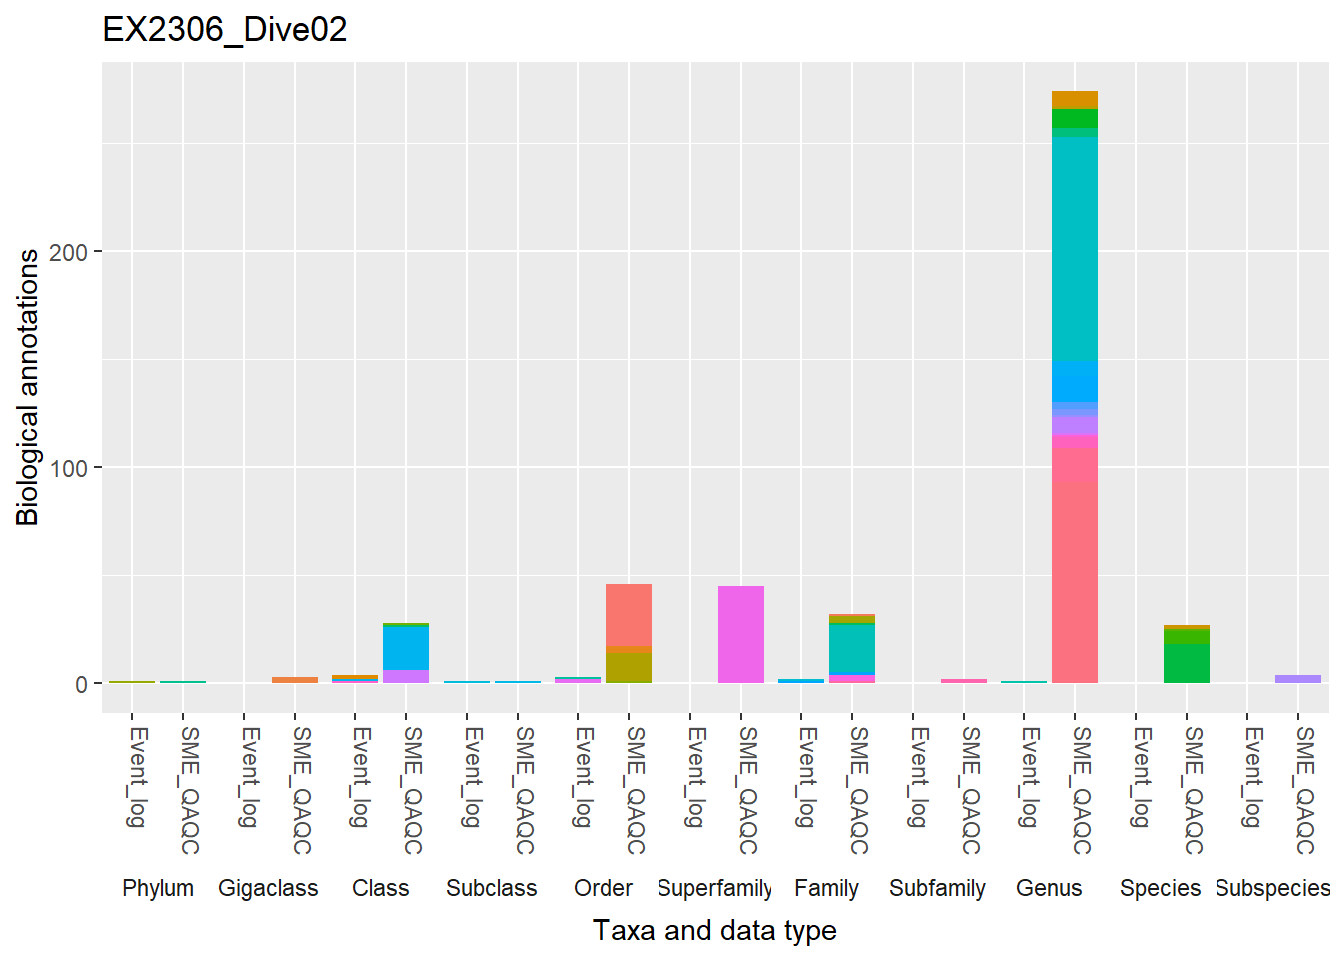 EX2306_Dive02
Biological annotations
200
100
0
Event_log SME_QAQC Event_log SME_QAQC Event_log SME_QAQC Event_log SME_QAQC Event_log SME_QAQC Event_log SME_QAQC Event_log SME_QAQC Event_log SME_QAQC Event_log SME_QAQC Event_log SME_QAQC Event_log SME_QAQC
Phylum Gigaclass Class Subclass Order Superfamily Family Subfamily Genus Species Subspecies
Taxa and data type